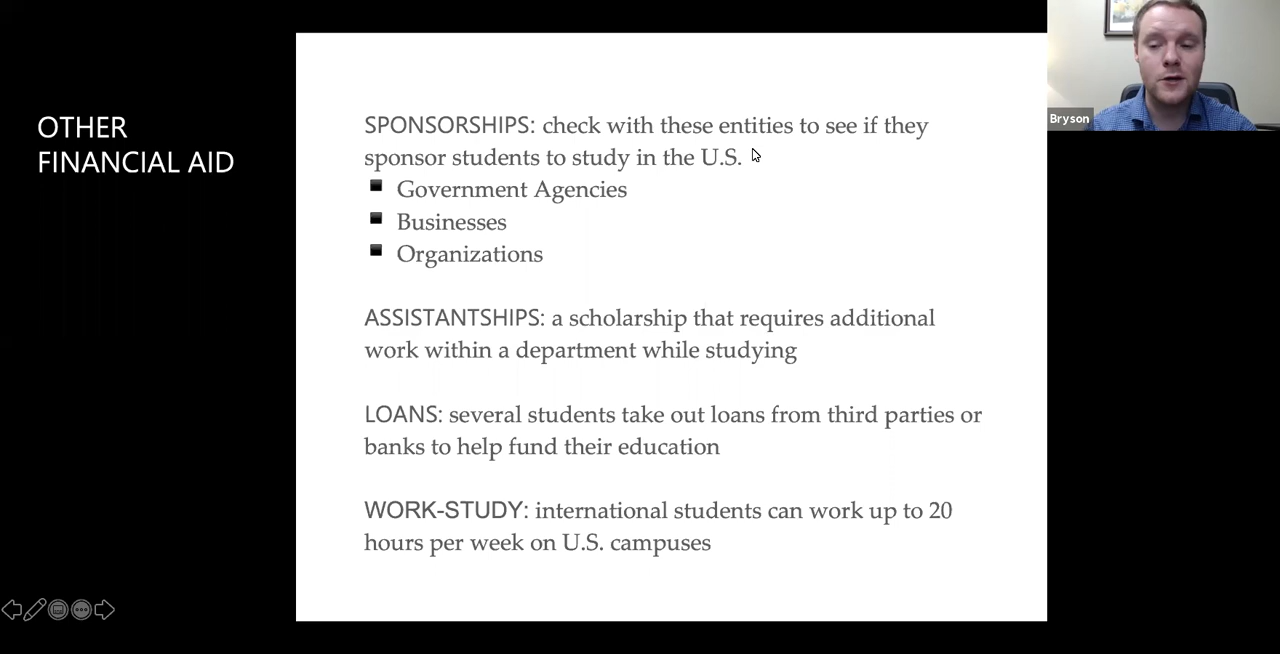 OTHER
FINANCIAL AID
SPONSORSHIPS: check with these entities to see if they
sponsor students to study in the U.S.
Government Agencies
Businesses
Organizations
ASSISTANTSHIPS: a scholarship that requires additional
work within a department while studying
LOANS: several students take out loans from third parties or
banks to help fund their education
WORK-STUDY: international students can work up to 20
hours per week on U.S. campuses
Bryson